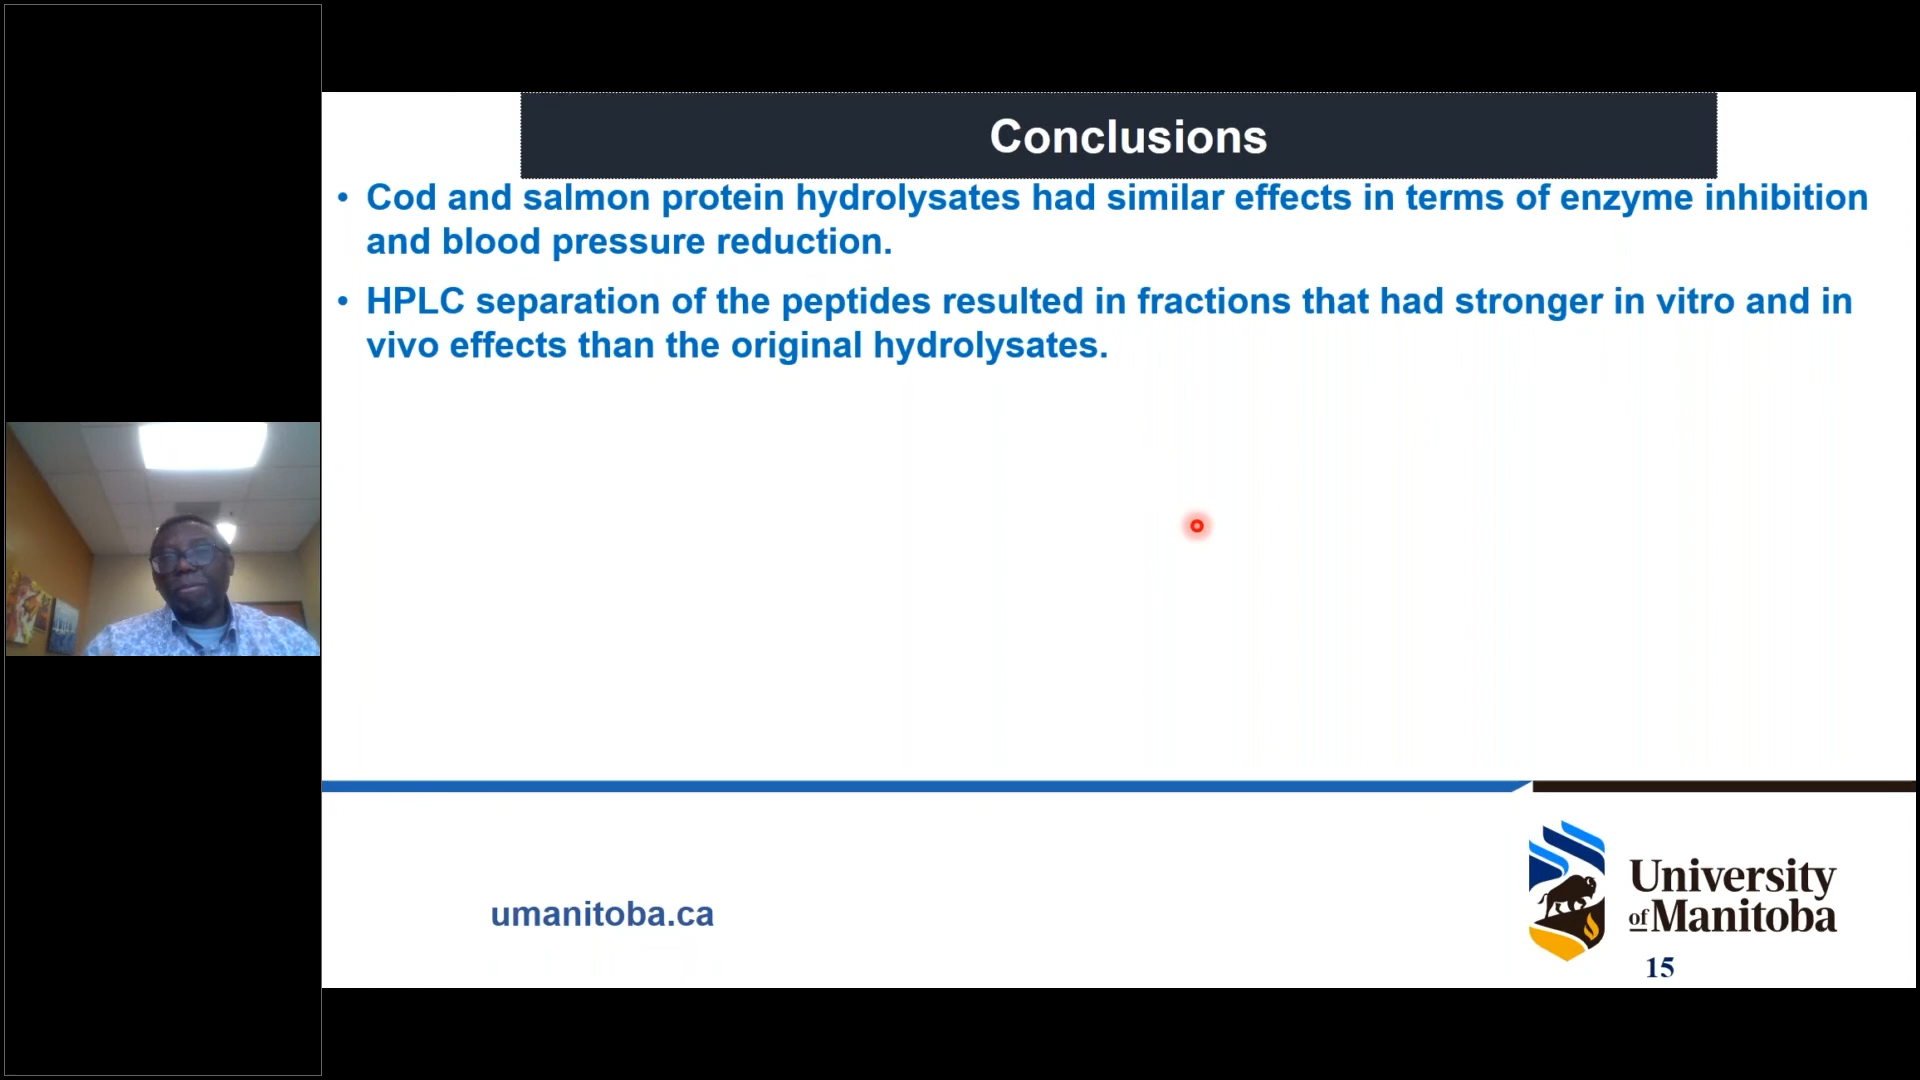 Conclusions
• Cod and salmon protein hydrolysates had similar effects in terms of enzyme inhibition
and blood pressure reduction.
• HPLC separation of the peptides resulted in fractions that had stronger in vitro and in
vivo effects than the original hydrolysates.
umanitoba.ca
University
of Manitoba
15